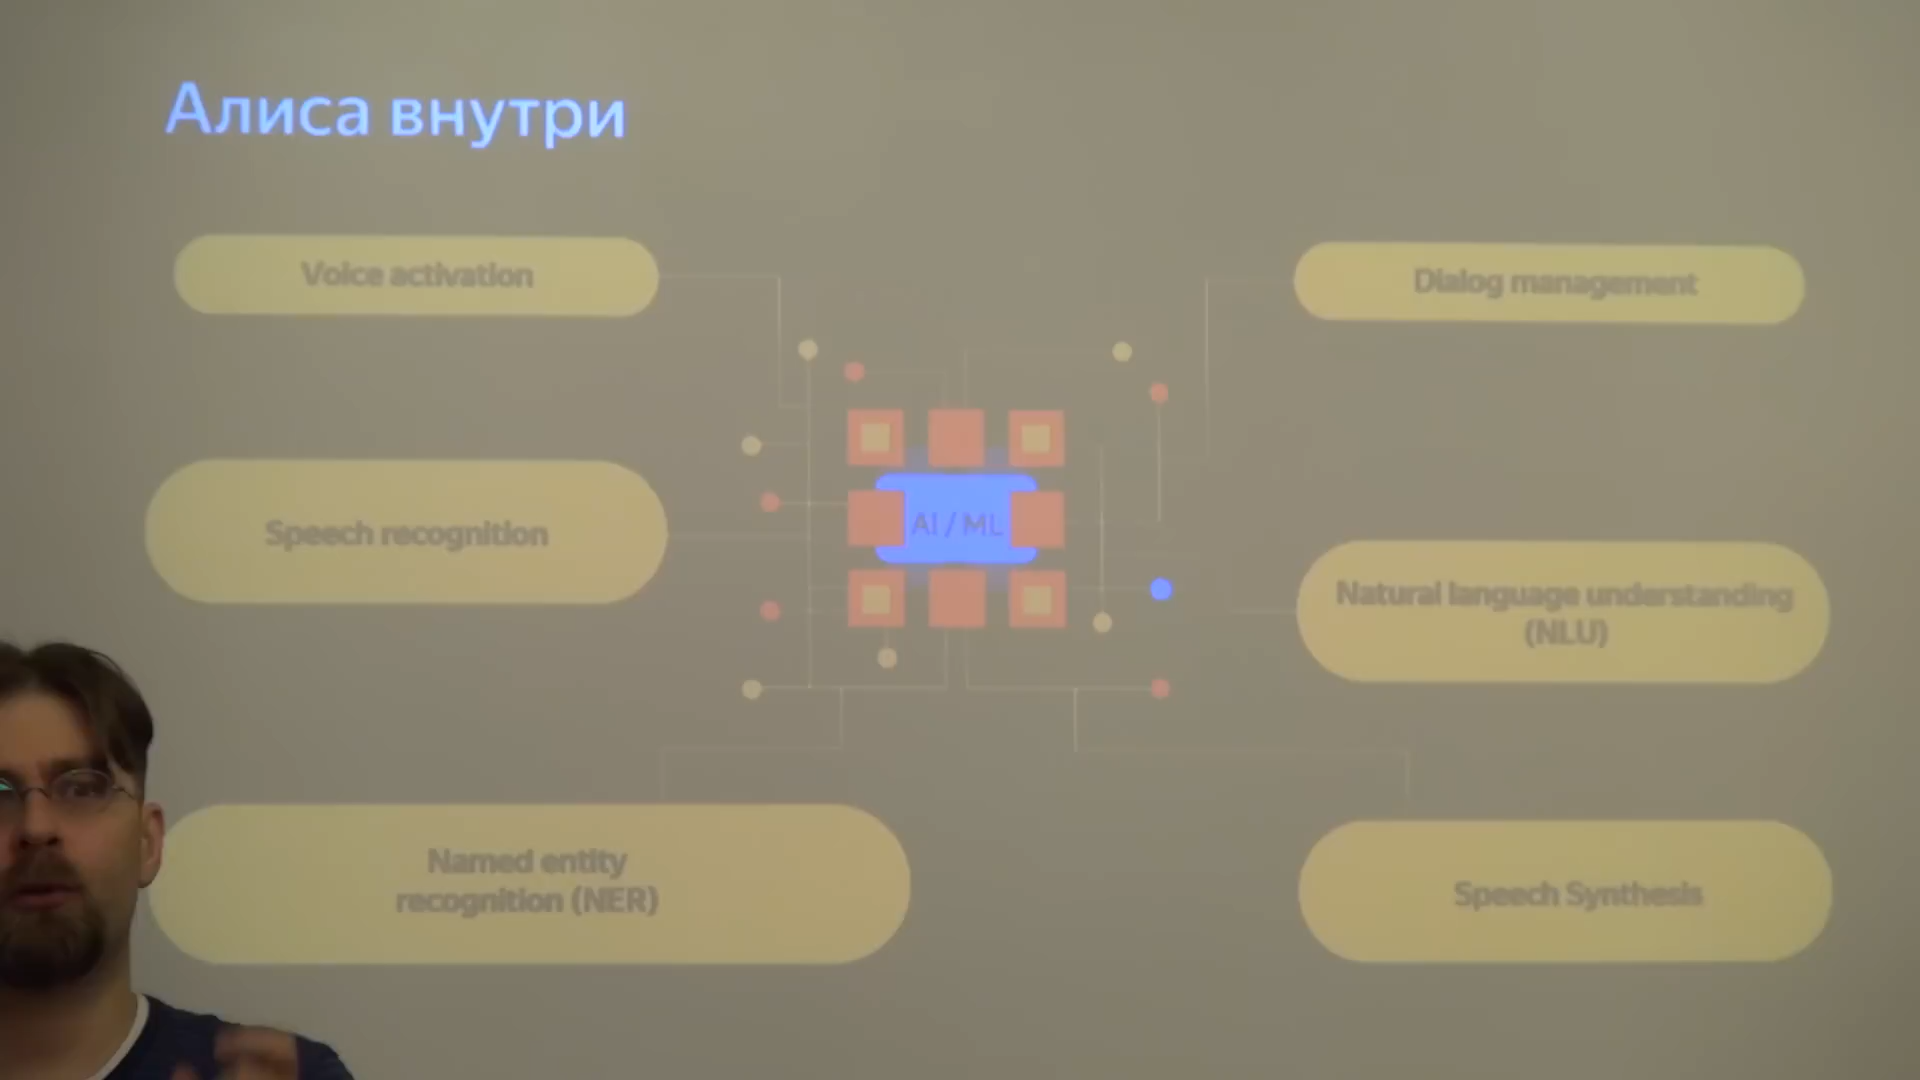 Алиса внутри
Voice activation
Dialog management
Speech recognition
AI / ML
Natural language understanding
(NLU)
Named entity
recognition (NER)
Speech Synthesis